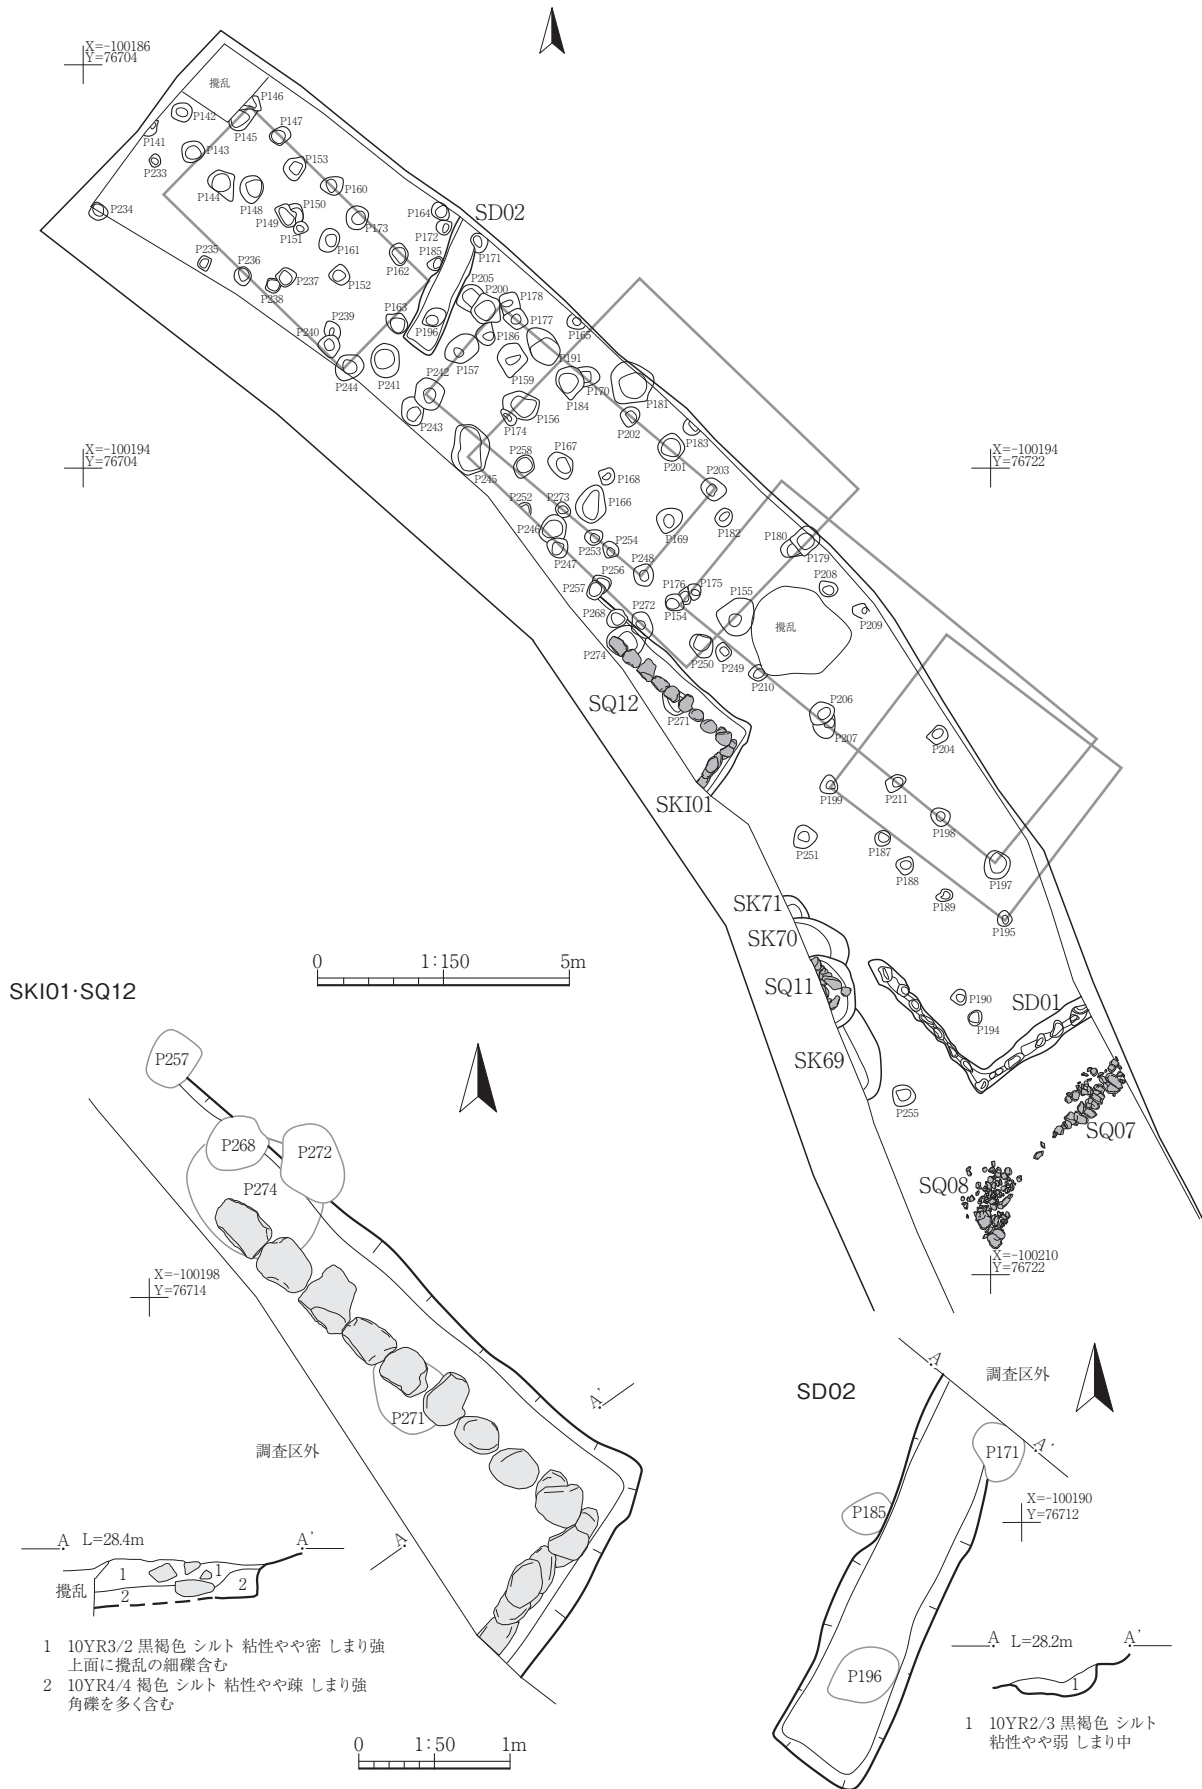 X=-100186
Y=76704
攪乱
P146
P142
P147
P145
P141
P143
P153
P233
P160
P144
P148
P164
SD02
P234
P150
P149
P173
P172
P151
P171
P161
P185
P235
P236
P162
P205
P237
P152
P200
P178
P238
P163
P177
P165
P239
P196
P186
P240
P191
P242
P157
P159
P170
P244
P241
P181
P184
P156
P243
P174
P202
P183
X=-100194
Y=76704
X=-100194
Y=76722
P258
P167
P201
P245
P168
P203
P252
P273
P166
P246
P169
P182
P180
P253
P254
P179
P247
P248
P256
P176
P175
P208
P257
P155
P272
P154
P268
P209
攪乱
P274
P250
P249
P210
SQ12
P206
P271
P207
P204
SKI01
P199
P211
P198
P251
P187
P188
P197
SK71
P189
P195
SK70
0 1:150 5m
SQ11
SKI01·SQ12
P190
SD01
P194
SK69
P255
SQ07
SQ08
X=-100210
Y=76722
P257
P268
P272
P274
X=-100198
Y=76714
P271
A'
調査区外
A
A L=28.4m A'
1 1
攪乱 2 2
1 10YR3/2 黒褐色 シルト 粘性やや密 しまり強
上面に攪乱の細礫含む
2 10YR4/4 褐色 シルト 粘性やや疎 しまり強
角礫を多く含む
0 1:50 1m
SD02
A
調査区外
A'
P171
X=-100190
Y=76712
P185
P196
A L=28.2m A'
1
1 10YR2/3 黒褐色 シルト
粘性やや弱 しまり中